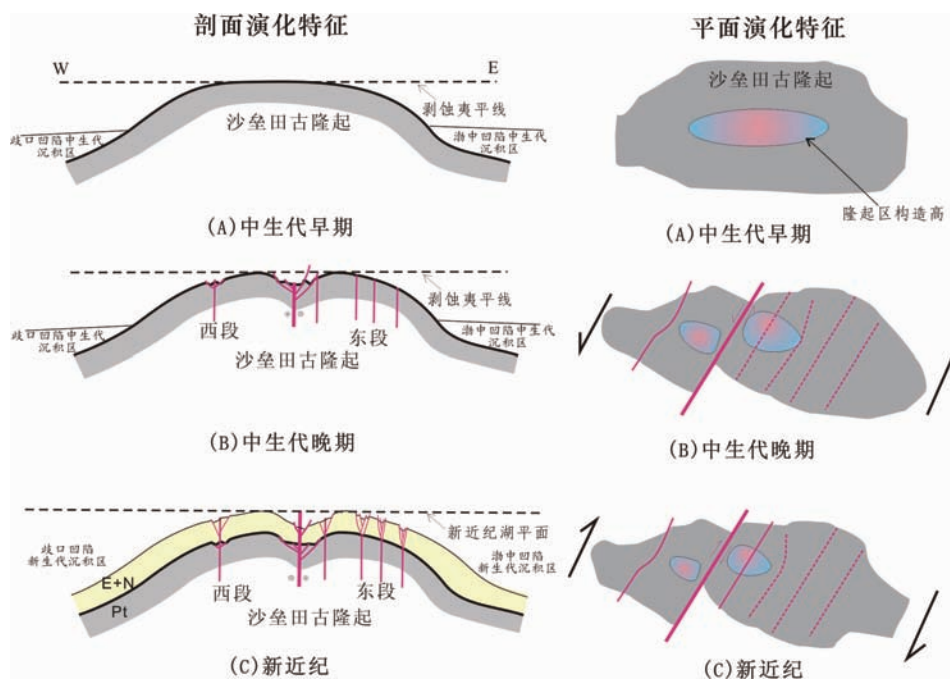 剖面演化特征
平面演化特征
W
E
剥蚀夷平线
沙垒田古隆起
歧口凹陷中生代
沉积区
渤中凹陷中生代
沉积区
(A)中生代早期
沙垒田古隆起
隆起区构造高
(A)中生代早期
剥蚀夷平线
西段
东段
歧口凹陷中生代
沉积区
渤中凹陷中生代
沉积区
沙垒田古隆起
(B)中生代晚期
(B)中生代晚期
新近纪湖平面
歧口凹陷
新生代沉积区
渤中凹陷
新生代沉积区
E+N
Pt
西段
东段
沙垒田古隆起
(C)新近纪
(C)新近纪